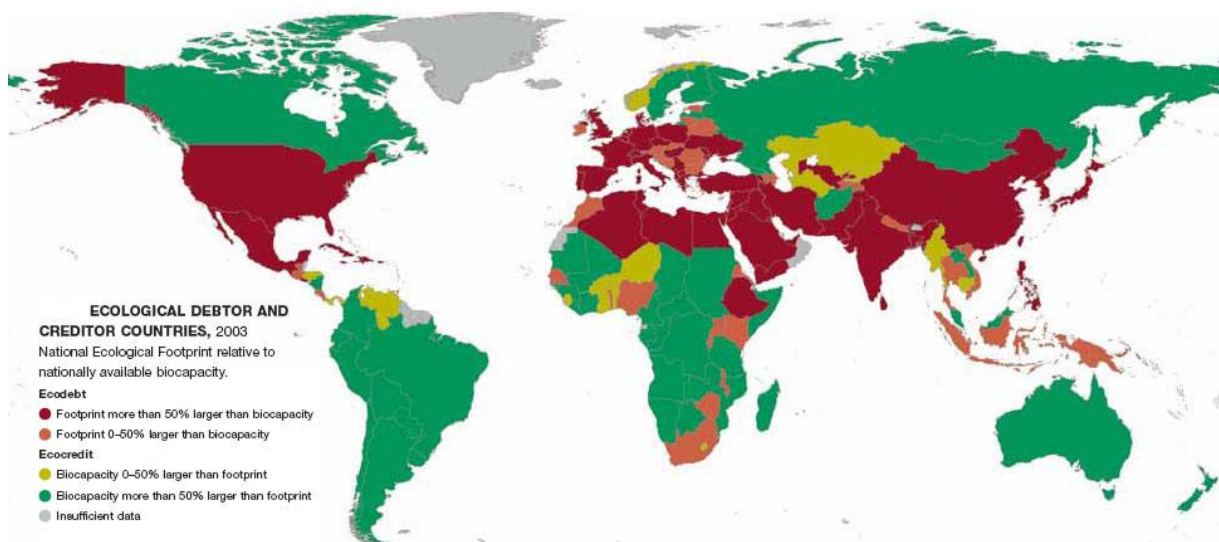 ECOLOGICAL DEBTOR AND
CREDITOR COUNTRIES, 2003
National Ecological Footprint relative to
nationally available biocapacity.
Ecodebt
Footprint more than 50% larger than biocapacity
Footprint 0–50% larger than biocapacity
Ecocredit
Biocapacity 0–50% larger than footprint
Biocapacity more than 50% larger than footprint
Insufficient data